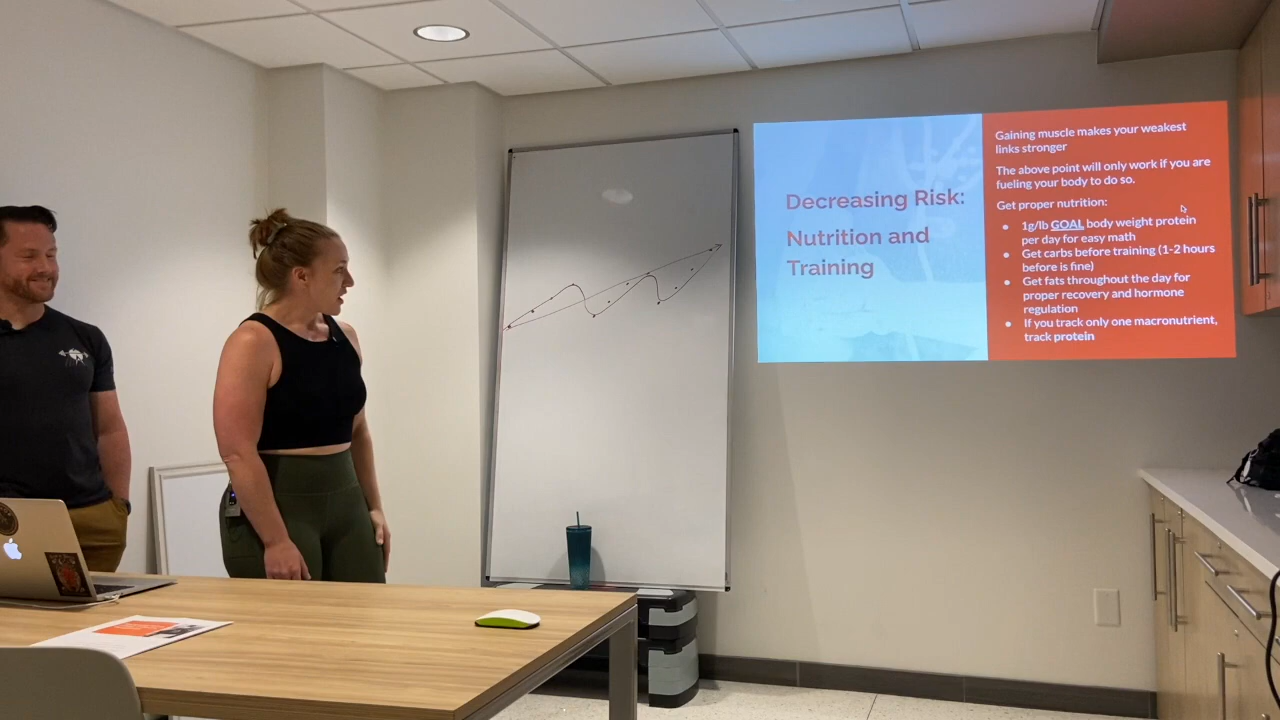 Decreasing Risk:
Nutrition and
Training
Gaining muscle makes your weakest
links stronger
The above point will only work if you are
fueling your body to do so.
Get proper nutrition:
● 1g/lb GOAL body weight protein
per day for easy math
● Get carbs before training (1-2 hours
before is fine)
● Get fats throughout the day for
proper recovery and hormone
regulation
● If you track only one macronutrient,
track protein